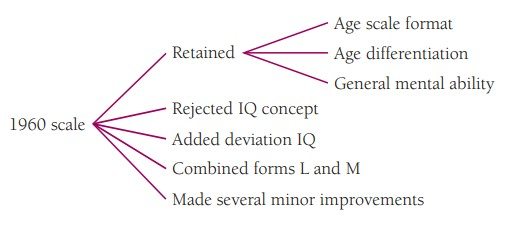 Age scale format
Retained
Age differentiation
General mental ability
Rejected IQ concept
1960 scale
Added deviation IQ
Combined forms L and M
Made several minor improvements